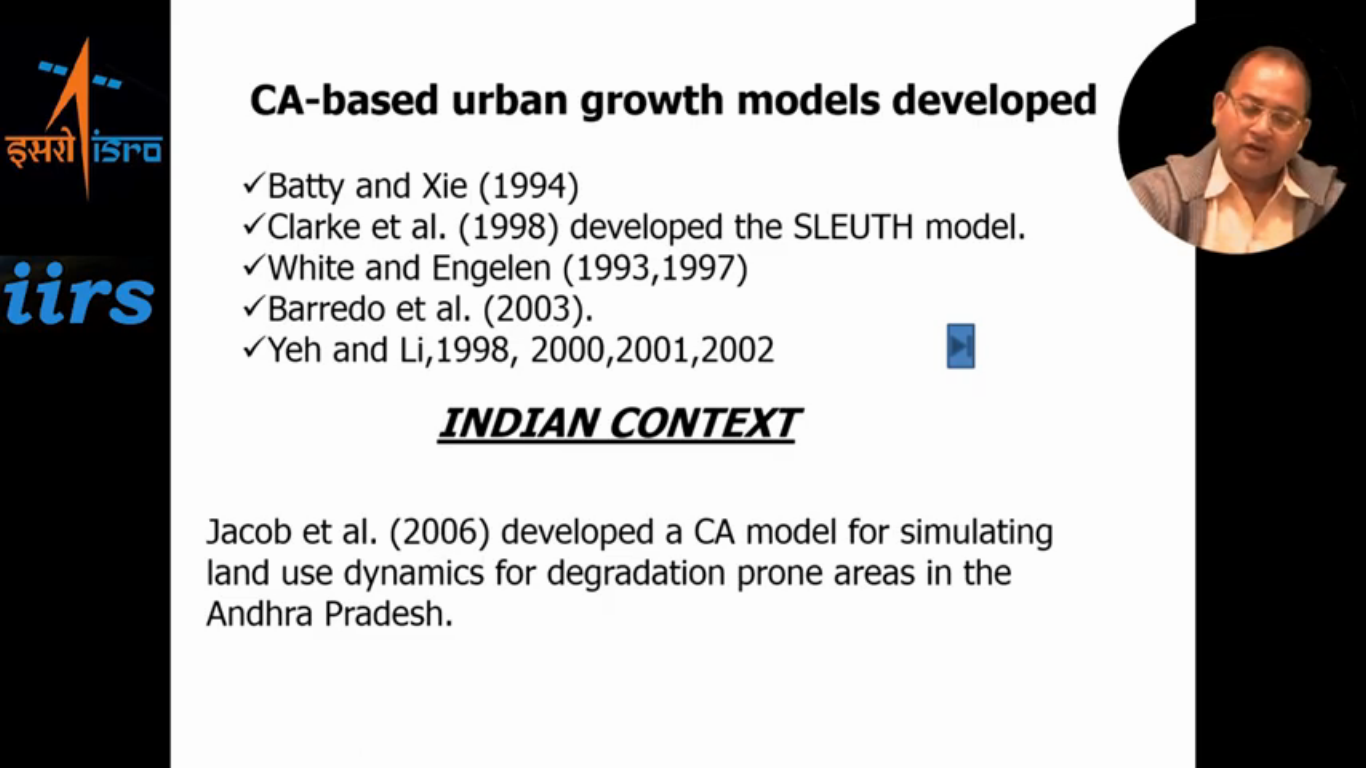 इसरो isro
iirs
CA-based urban growth models developed
✓Batty and Xie (1994)
✓Clarke et al. (1998) developed the SLEUTH model.
✓White and Engelen (1993,1997)
✓Barredo et al. (2003).
✓Yeh and Li,1998, 2000,2001,2002
INDIAN CONTEXT
Jacob et al. (2006) developed a CA model for simulating
land use dynamics for degradation prone areas in the
Andhra Pradesh.